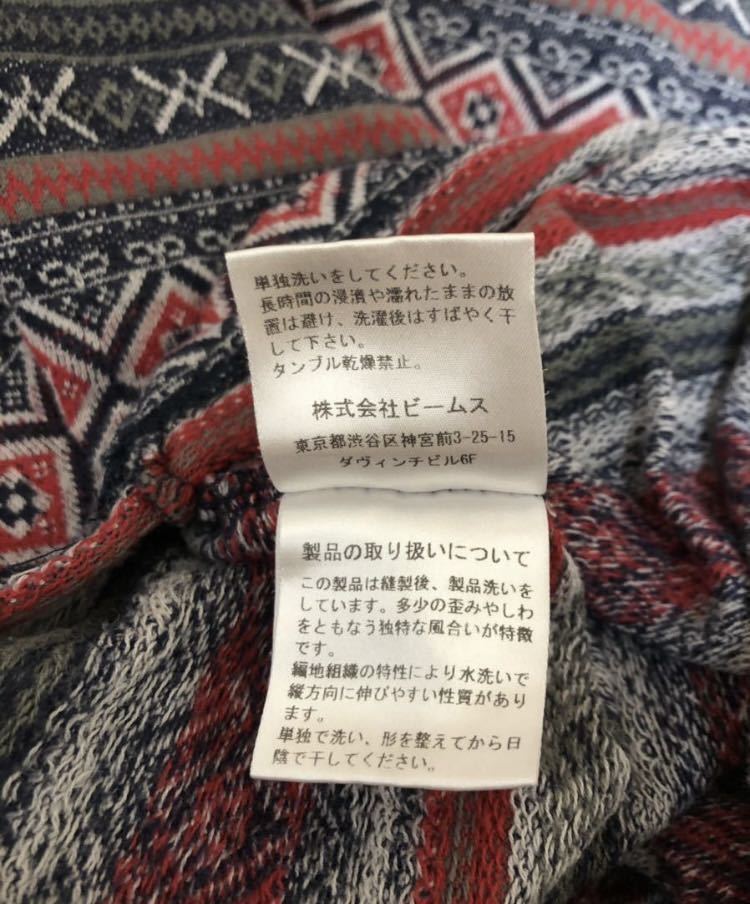 単独洗いをしてください。
長時間の浸漬や濡れたままの放
置は避け、洗濯後はすばやく干
して下さい。
タンブル乾燥禁止。
株式会社ビームス
東京都渋谷区神宮前3-25-15
ダヴィンチビル6F
製品の取り扱いについて
この製品は縫製後、製品洗いを
しています。多少の歪みやしわ
をともなう独特な風合いが特徴
です。
編地組織の特性により水洗いで
縦方向に伸びやすい性質があり
ます。
単独で洗い、形を整えてから日
陰で干してください。